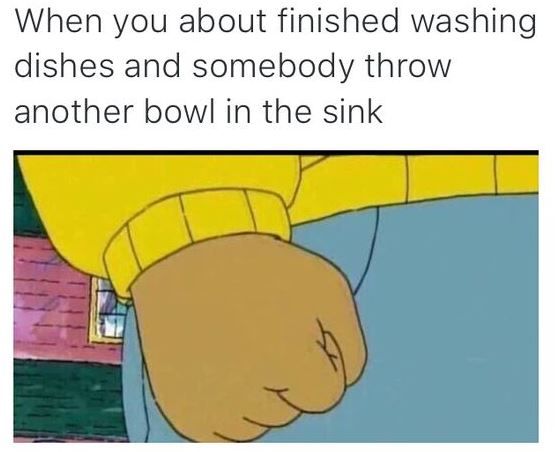 When you about finished washing
dishes and somebody throw
another bowl in the sink